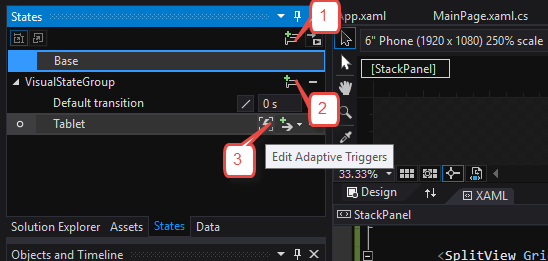 States
1
App.xaml
MainPage.xaml.cs
Base
6" Phone (1920 x 1080) 250% scale
[StackPanel]
VisualStateGroup
Default transition
0 s
2
Tablet
3
Edit Adaptive Triggers
33.33%
Design
XAML
Solution Explorer
Assets
States
Data
StackPanel
Objects and Timeline
<SplitView Gri